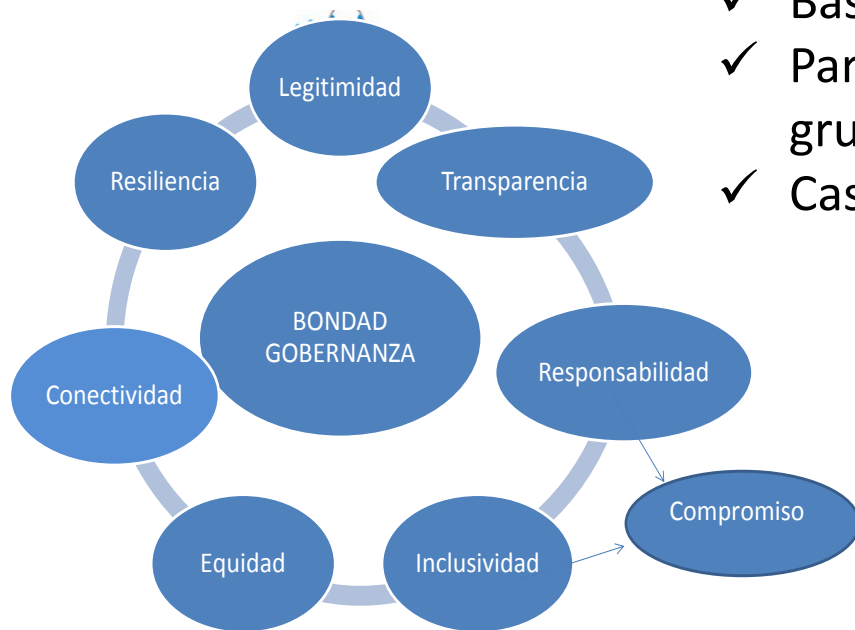 Legitimidad
Resiliencia
Transparencia
BONDAD
GOBERNANZA
Responsabilidad
Conectividad
Compromiso
Equidad
Inclusividad